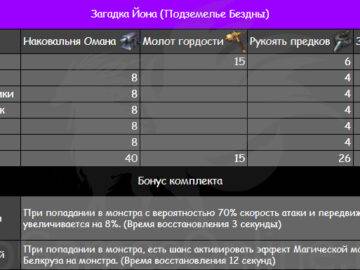 Загадка Йона (Подземелье Бездны)
Наковальня Омана Молот гордости Рукоять предков З
15 6
8 4
ики 8 4
к 8 4
8 4
8 4
40 15 26
Бонус комплекта
При попадании в монстра с вероятностью 70% скорость атаки и передвиж
увеличивается на 8%. (Время восстановления 3 секунды)
й При попадании в монстра, есть шанс активировать эффект Магической мо
Белкруза на монстра. (Время восстановления 12 секунд)